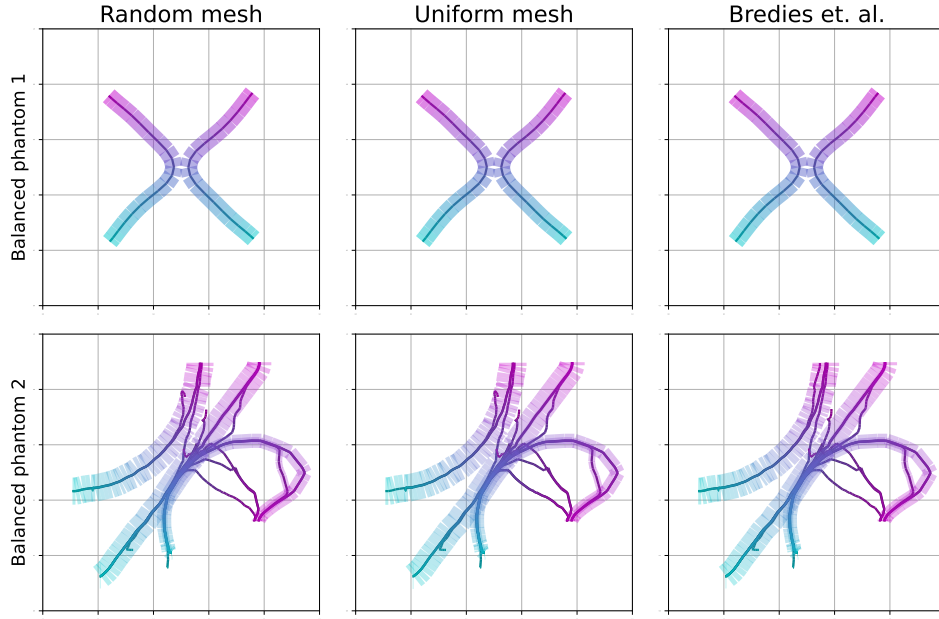 Random mesh
Uniform mesh
Bredies et. al.
Balanced phantom 1
Balanced phantom 2